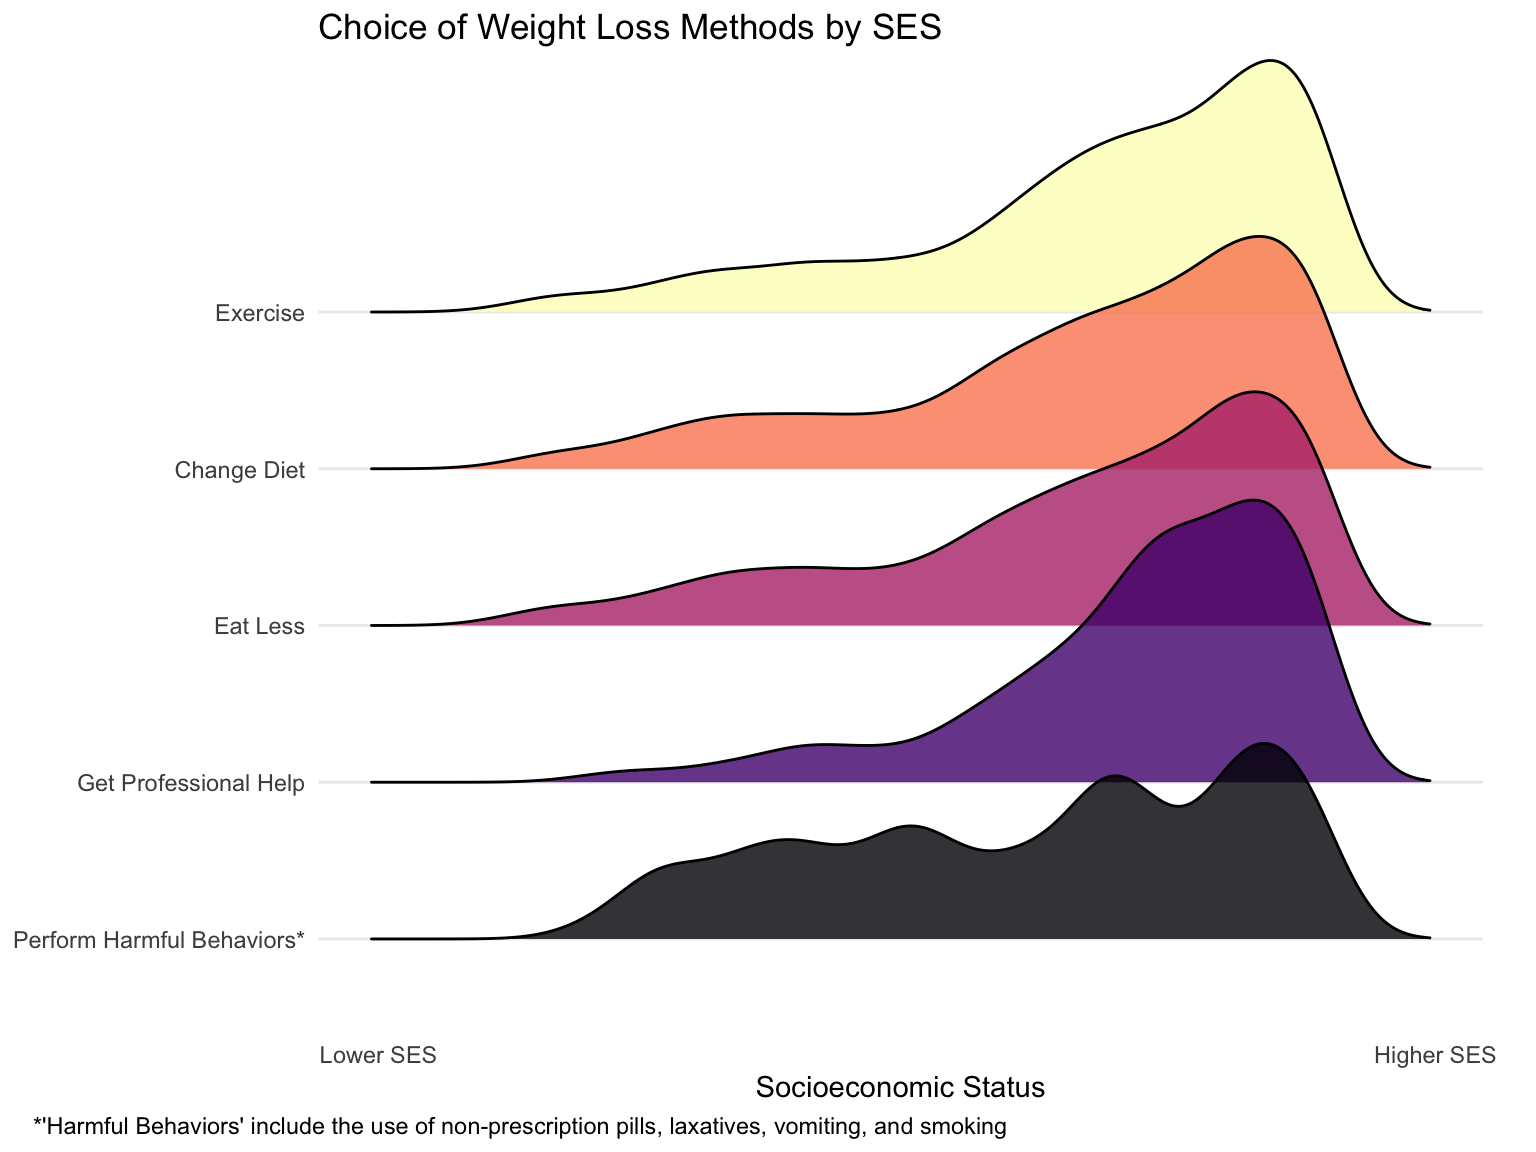 Choice of Weight Loss Methods by SES
Exercise
Change Diet
Eat Less
Get Professional Help
Perform Harmful Behaviors*
Lower SES
Higher SES
Socioeconomic Status
*'Harmful Behaviors' include the use of non-prescription pills, laxatives, vomiting, and smoking